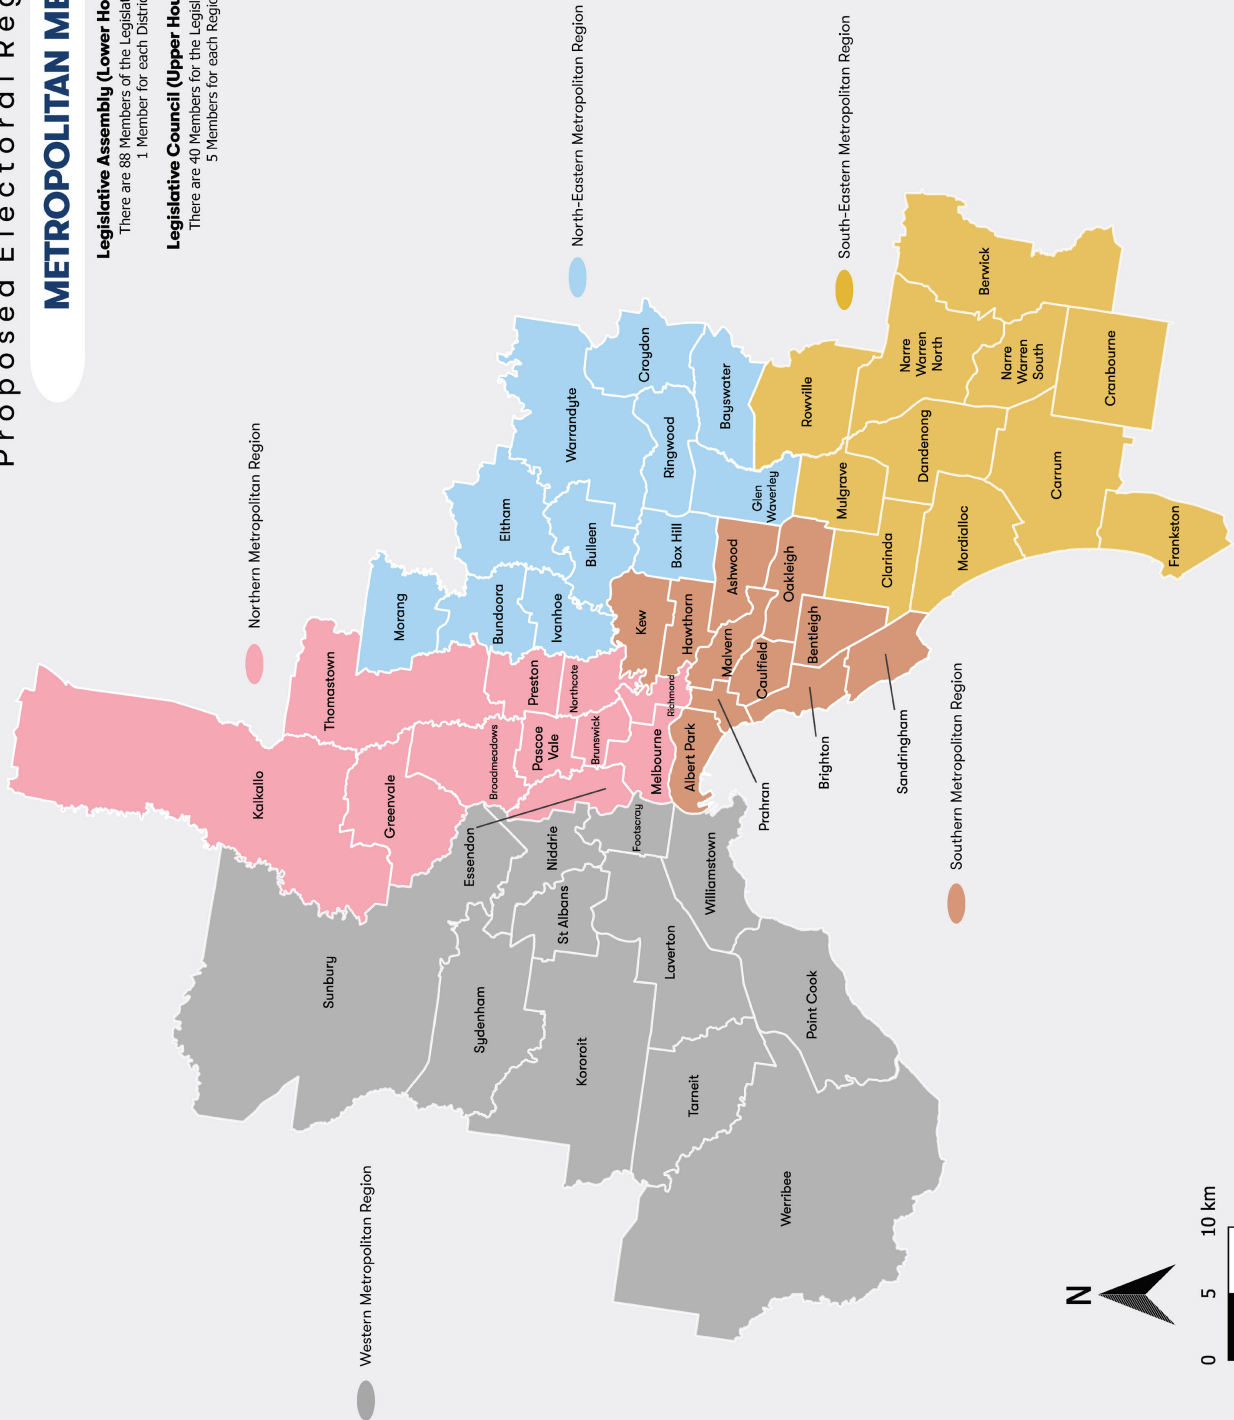 Proposed Electoral Reg
METROPOLITAN ME
Legislative Assembly (Lower Ho
There are 88 Members of the Legislat
1 Member for each Distric
Legislative Council (Upper Hou
There are 40 Members for the Legisl
5 Members for each Regio
Northern Metropolitan Region
North-Eastern Metropolitan Region
South-Eastern Metropolitan Region
Western Metropolitan Region
Southern Metropolitan Region
Kalkallo
Thomastown
Greenvale
Broadmeadows
Pascoe
Vale
Preston
Northcote
Brunswick
Essendon
Melbourne
Richmond
Morang
Bundoora
Ivanhoe
Eltham
Bulleen
Warrandyte
Croydon
Ringwood
Bayswater
Box Hill
Glen
Waverley
Kew
Hawthorn
Ashwood
Oakleigh
Malvern
Caulfield
Bentleigh
Albert Park
Prahran
Brighton
Sandringham
Rowville
Mulgrave
Clarinda
Dandenong
Mordialloc
Narre
Warren
North
Narre
Warren
South
Berwick
Cranbourne
Carrum
Frankston
Sunbury
Sydenham
Niddrie
St Albans
Footscray
Williamstown
Kororoit
Laverton
Tarneit
Point Cook
Werribee
N
0 5 10 km